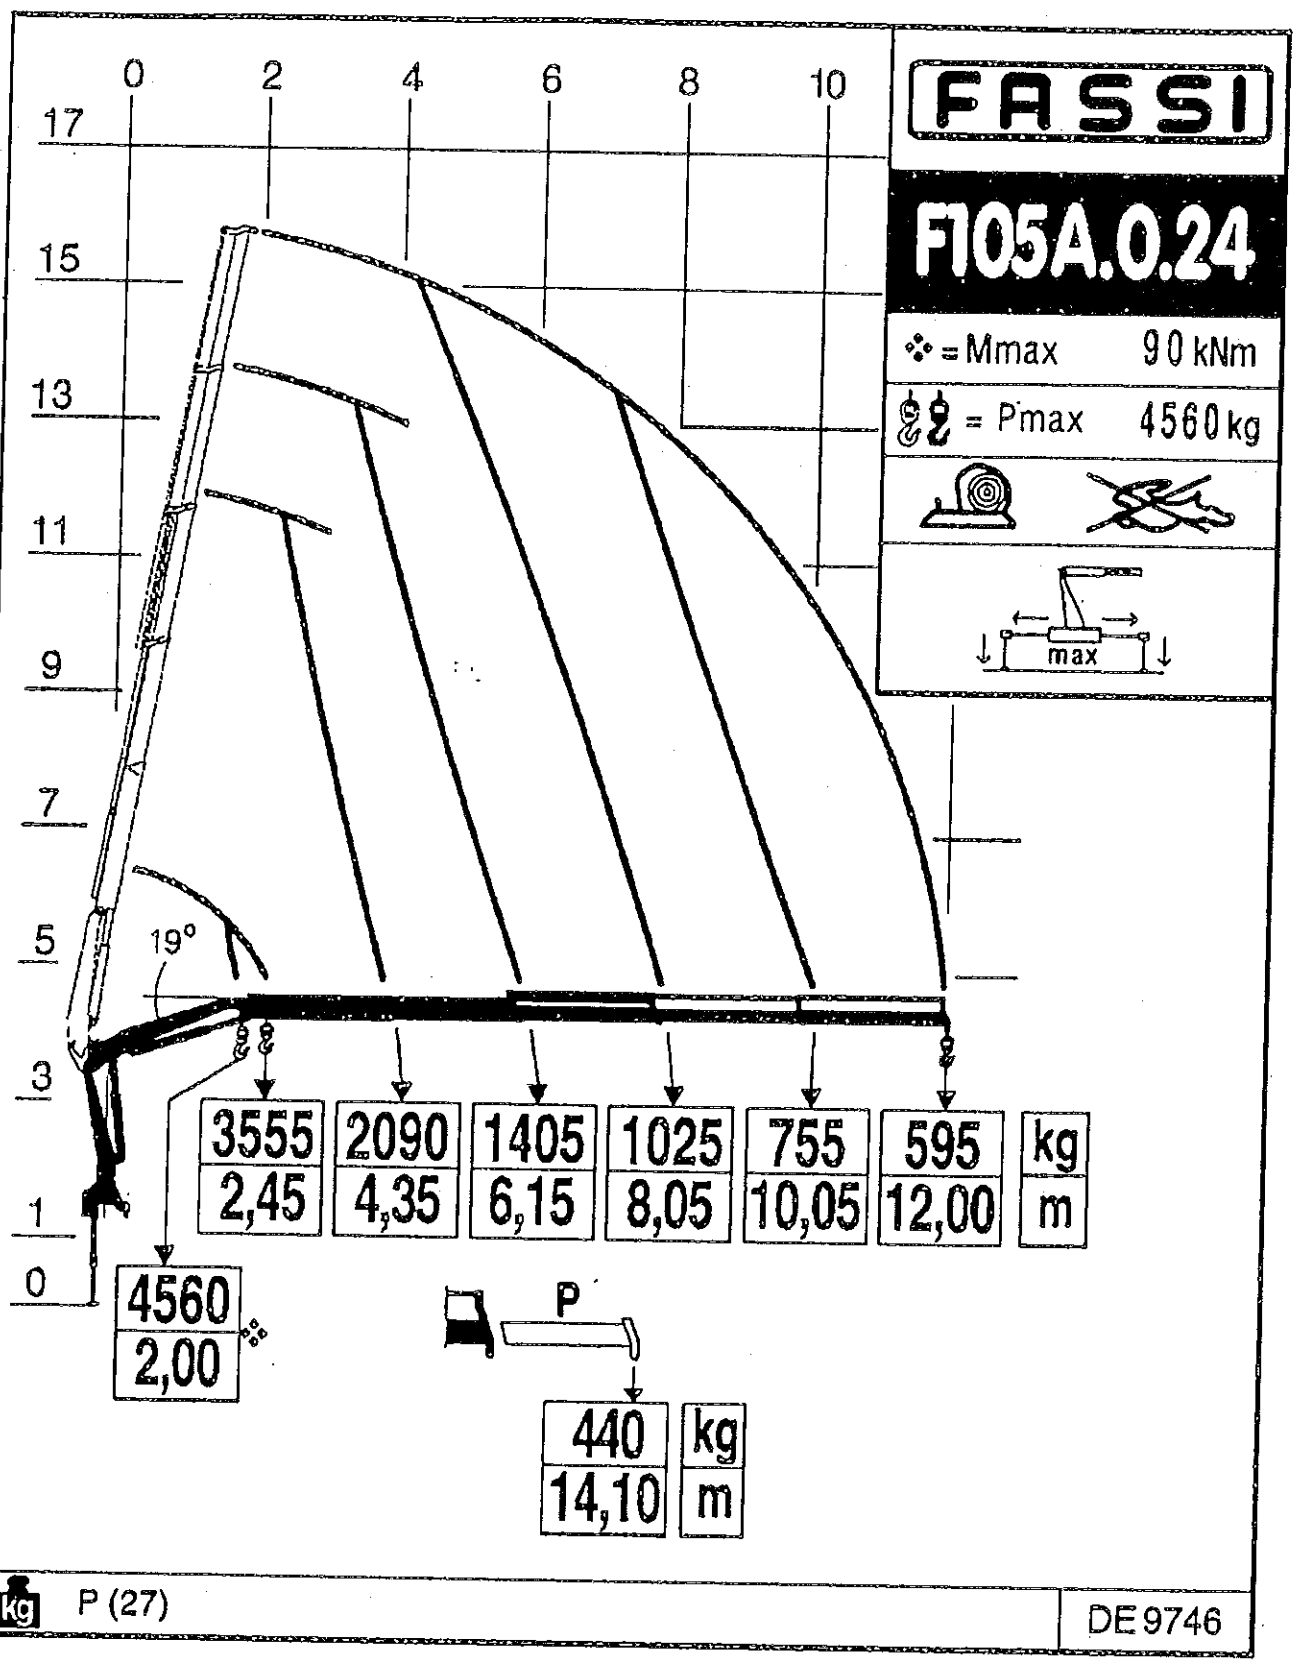 0 2 4 6 8 10
17
15
13
11
9
7
5
3
1
0
FASSI
F105A.0.24
= Mmax 90 kNm
= Pmax 4560 kg
max
19°
3555 2090 1405 1025 755 595 kg
2,45 4,35 6,15 8,05 10,05 12,00 m
4560
2,00
P
440 kg
14,10 m
kg P (27) DE 9746